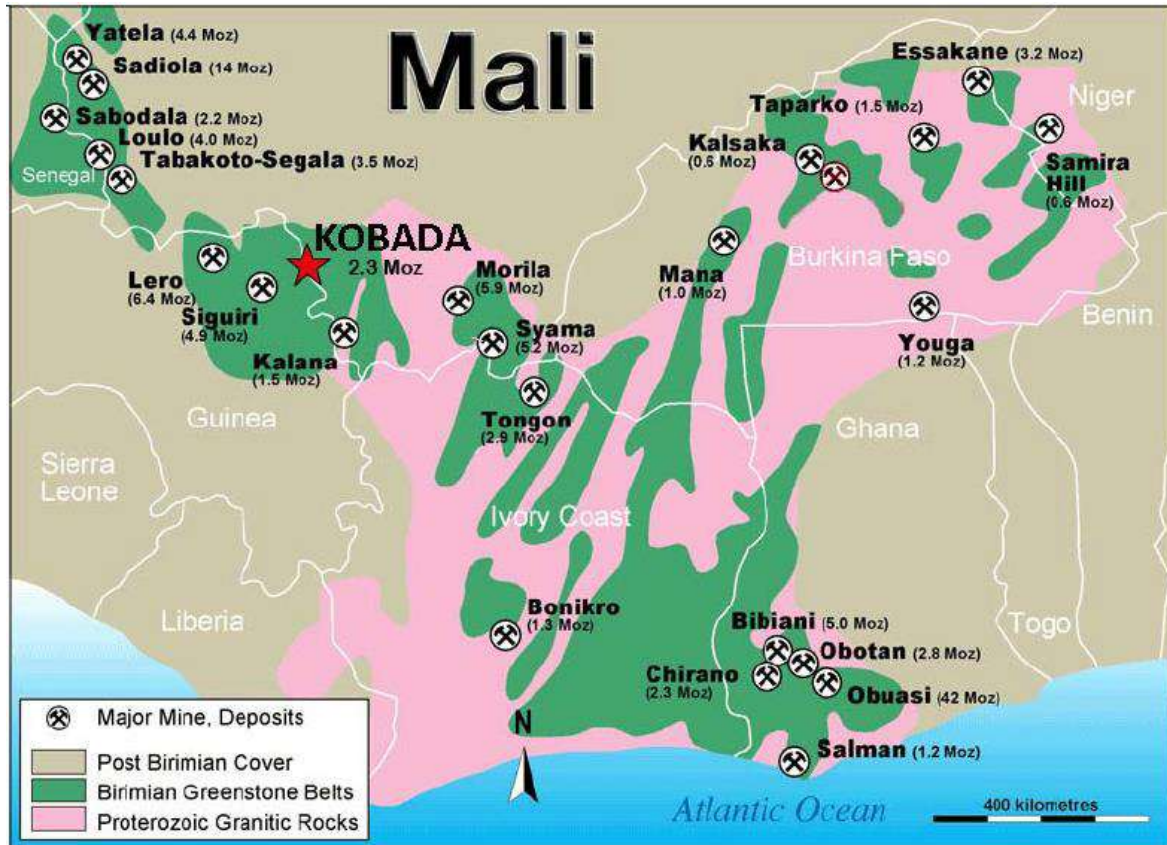 Mali
Yatela (4.4 Moz)
Sadiola (14 Moz)
Sabodala (2.2 Moz)
Loulo (4.0 Moz)
Tabakoto-Segala (3.5 Moz)
Senegal
Essakane (3.2 Moz)
Niger
Taparko (1.5 Moz)
Kalsaka
(0.6 Moz)
Samira
Hill
(0.6 Moz)
KOBADA
2.3 Moz
Lero
(6.4 Moz)
Siguiri
(4.9 Moz)
Kalana
(1.5 Moz)
Morila
(5.9 Moz)
Syama
(5.2 Moz)
Tongon
(2.9 Moz)
Mana
(1.0 Moz)
Burkina Faso
Benin
Youga
(1.2 Moz)
Guinea
Ghana
Sierra
Leone
Ivory Coast
Liberia
Togo
Bonikro
(1.3 Moz)
Bibiani (5.0 Moz)
Obotan (2.8 Moz)
Chirano
(2.3 Moz)
Obuasi (42 Moz)
Salman (1.2 Moz)
N
Atlantic Ocean
400 kilometres
Major Mine, Deposits
Post Birimian Cover
Birimian Greenstone Belts
Proterozoic Granitic Rocks